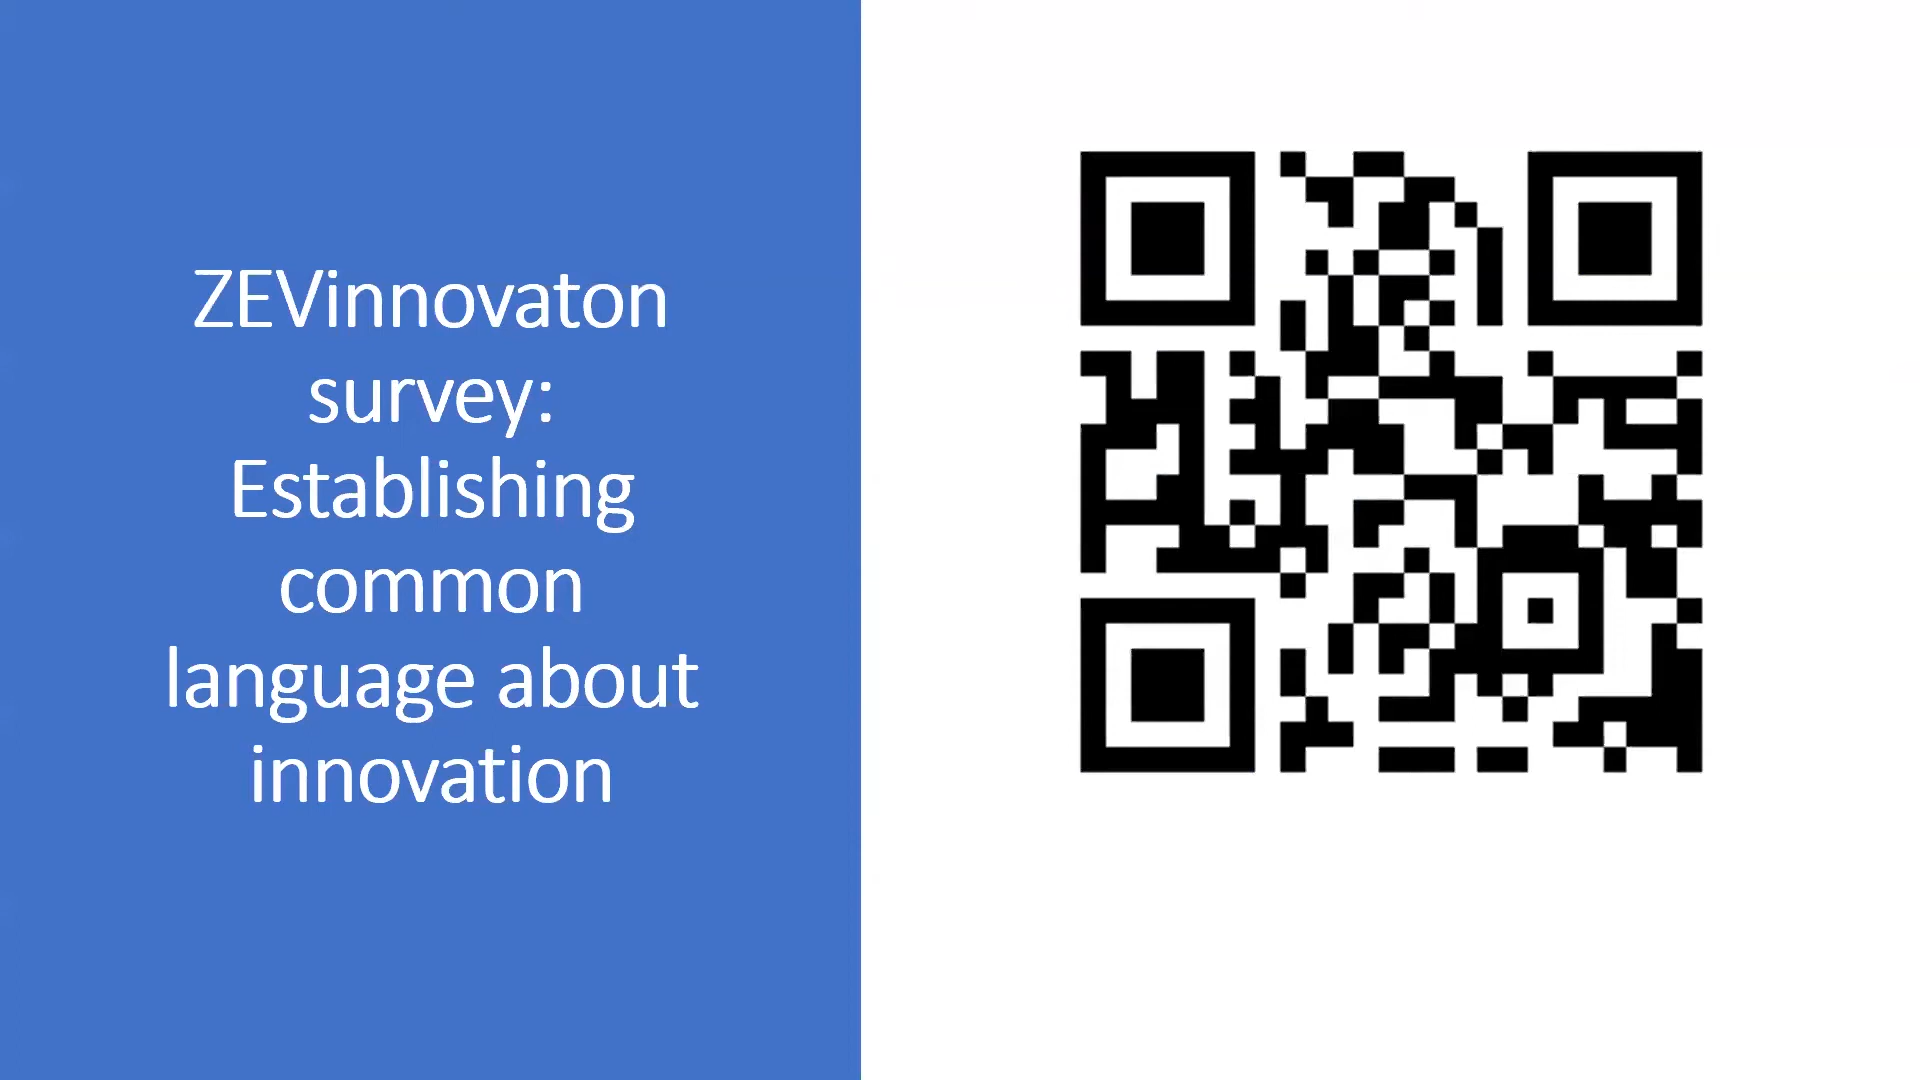 ZEVinnovaton
survey:
Establishing
common
language about
innovation